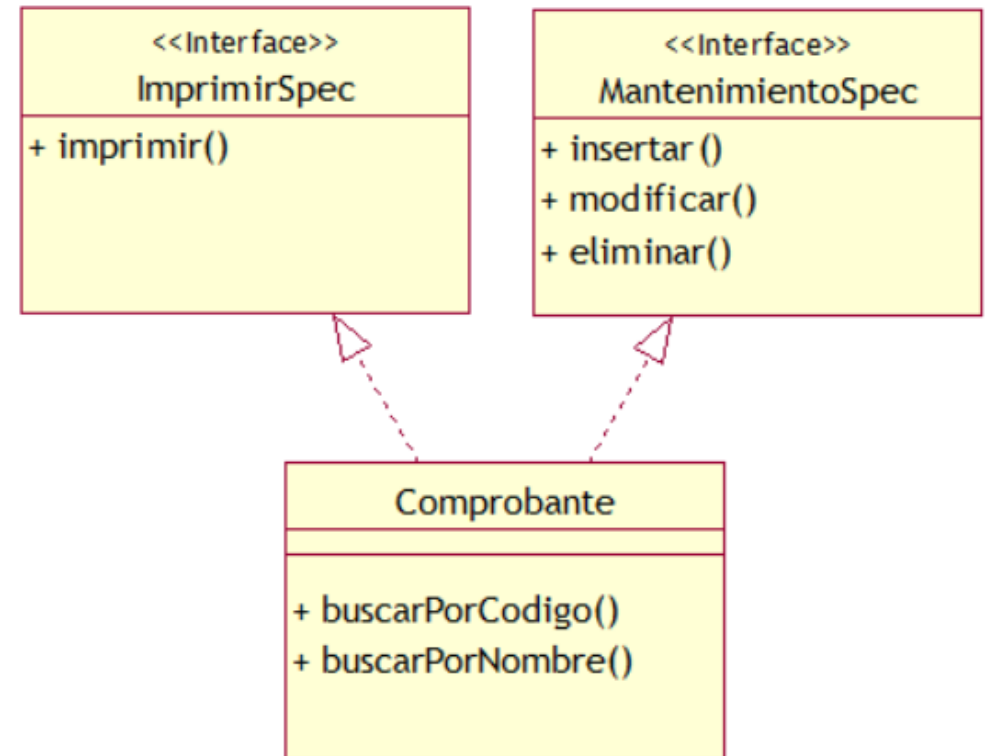 <<Interface>>
ImprimirSpec
+ imprimir()
<<Interface>>
MantenimientoSpec
+ insertar()
+ modificar()
+ eliminar()
Comprobante
+ buscarPorCodigo()
+ buscarPorNombre()